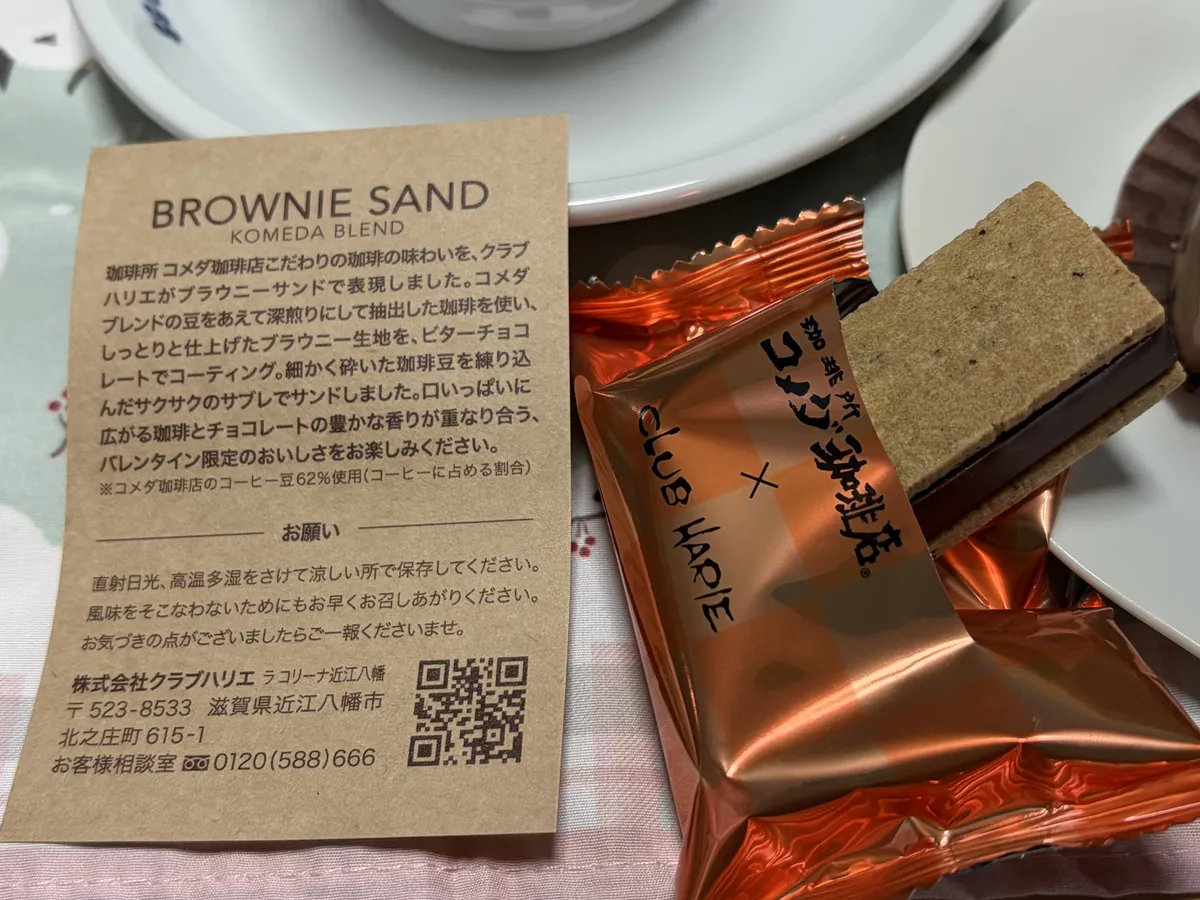 BROWNIE SAND
KOMEDA BLEND
珈琲所 コメダ珈琲店こだわりの珈琲の味わいを、クラブ
ハリエがブラウニーサンドで表現しました。コメダ
ブレンドの豆をあえて深煎りにして抽出した珈琲を使い、
しっとりと仕上げたブラウニー生地を、ビターチョコ
レートでコーティング。細かく砕いた珈琲豆を練り込
んだサクサクのサブレでサンドしました。口いっぱいに
広がる珈琲とチョコレートの豊かな香りが重なり合う、
バレンタイン限定のおいしさをお楽しみください。
※コメダ珈琲店のコーヒー豆62%使用(コーヒーに占める割合)
お願い
直射日光、高温多湿をさけて涼しい所で保存してください。
風味をそこなわないためにもお早くお召しあがりください。
お気づきの点がございましたらご一報くださいませ。
株式会社クラブハリエ ラ コリーナ近江八幡
〒523-8533 滋賀県近江八幡市
北之庄町 615-1
お客様相談室 0120(588)666
珈琲所
コメダ珈琲店®
×
CLUB HARIE